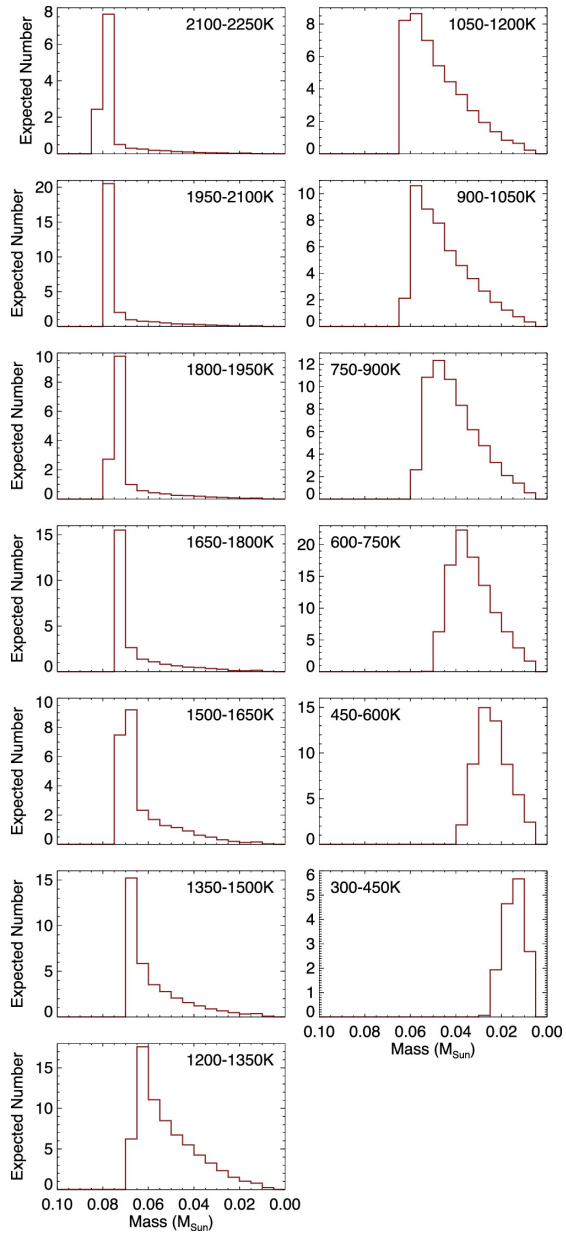 8
6
4
2
0
Expected Number
2100-2250K
8
6
4
2
0
1050-1200K
20
15
10
5
0
Expected Number
1950-2100K
10
8
6
4
2
0
900-1050K
10
8
6
4
2
0
Expected Number
1800-1950K
12
10
8
6
4
2
0
750-900K
15
10
5
0
Expected Number
1650-1800K
20
15
10
5
0
600-750K
10
8
6
4
2
0
Expected Number
1500-1650K
15
10
5
0
450-600K
15
10
5
0
Expected Number
1350-1500K
6
5
4
3
2
1
0
300-450K
0.10 0.08 0.06 0.04 0.02 0.00
Mass (MSun)
15
10
5
0
Expected Number
1200-1350K
0.10 0.08 0.06 0.04 0.02 0.00
Mass (MSun)